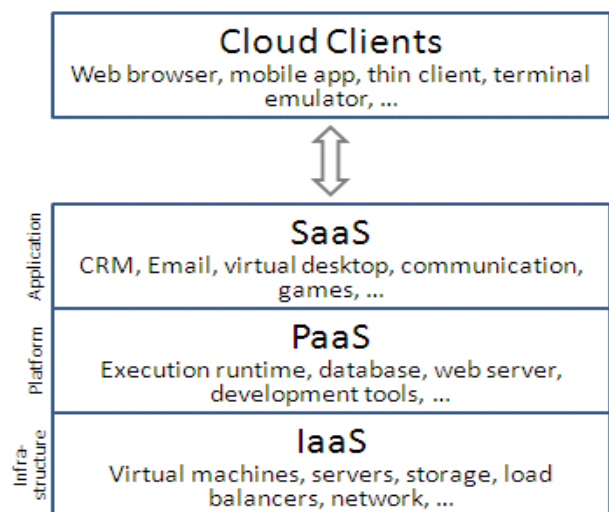 Cloud Clients
Web browser, mobile app, thin client, terminal
emulator, ...
Application
SaaS
CRM, Email, virtual desktop, communication,
games, ...
Platform
PaaS
Execution runtime, database, web server,
development tools, ...
Infra-
structure
IaaS
Virtual machines, servers, storage, load
balancers, network, ...